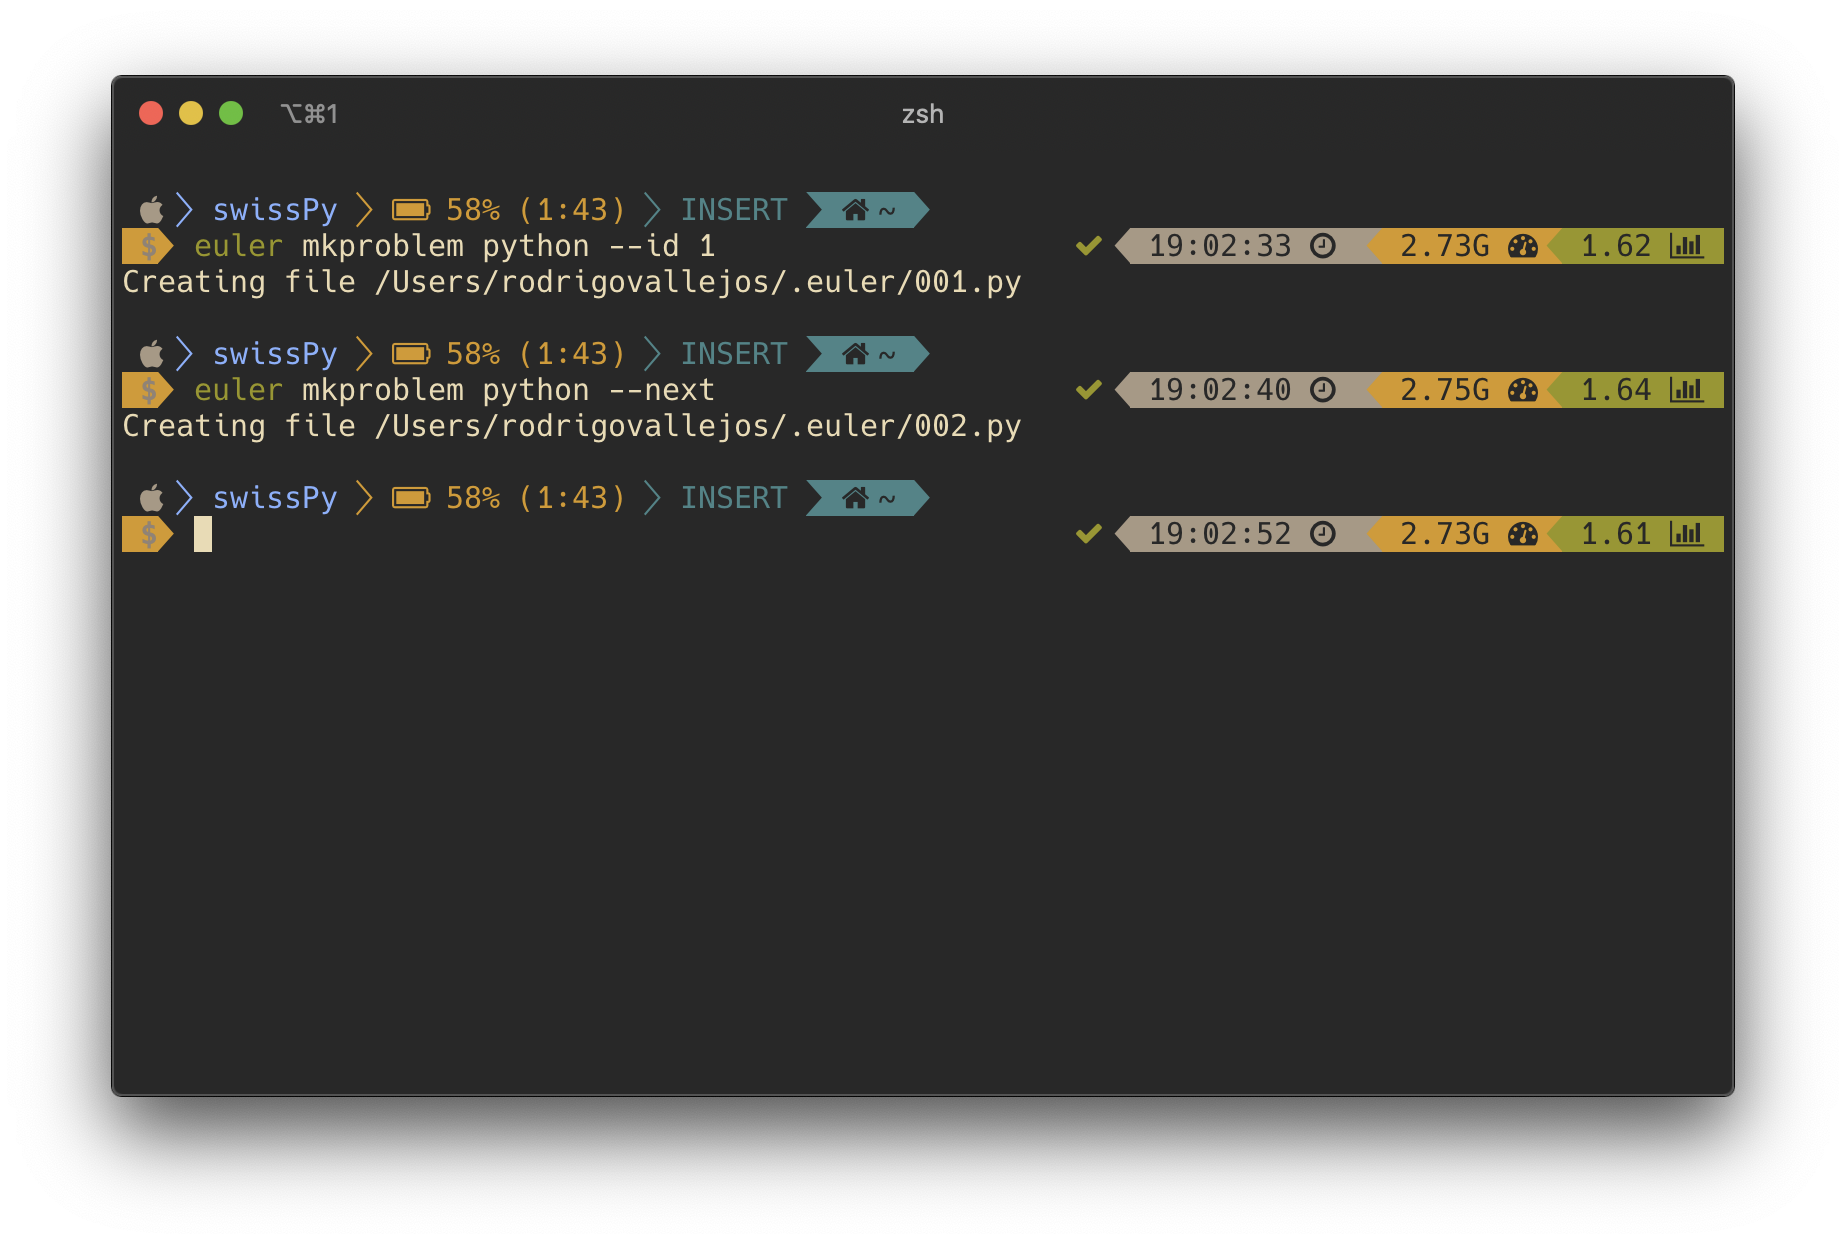 ⌥⌘1 zsh
swissPy 58% (1:43) INSERT ~
$ euler mkproblem python --id 1 ✔ 19:02:33 2.73G 1.62
Creating file /Users/rodrigovallejos/.euler/001.py
swissPy 58% (1:43) INSERT ~
$ euler mkproblem python --next ✔ 19:02:40 2.75G 1.64
Creating file /Users/rodrigovallejos/.euler/002.py
swissPy 58% (1:43) INSERT ~
$ ✔ 19:02:52 2.73G 1.61